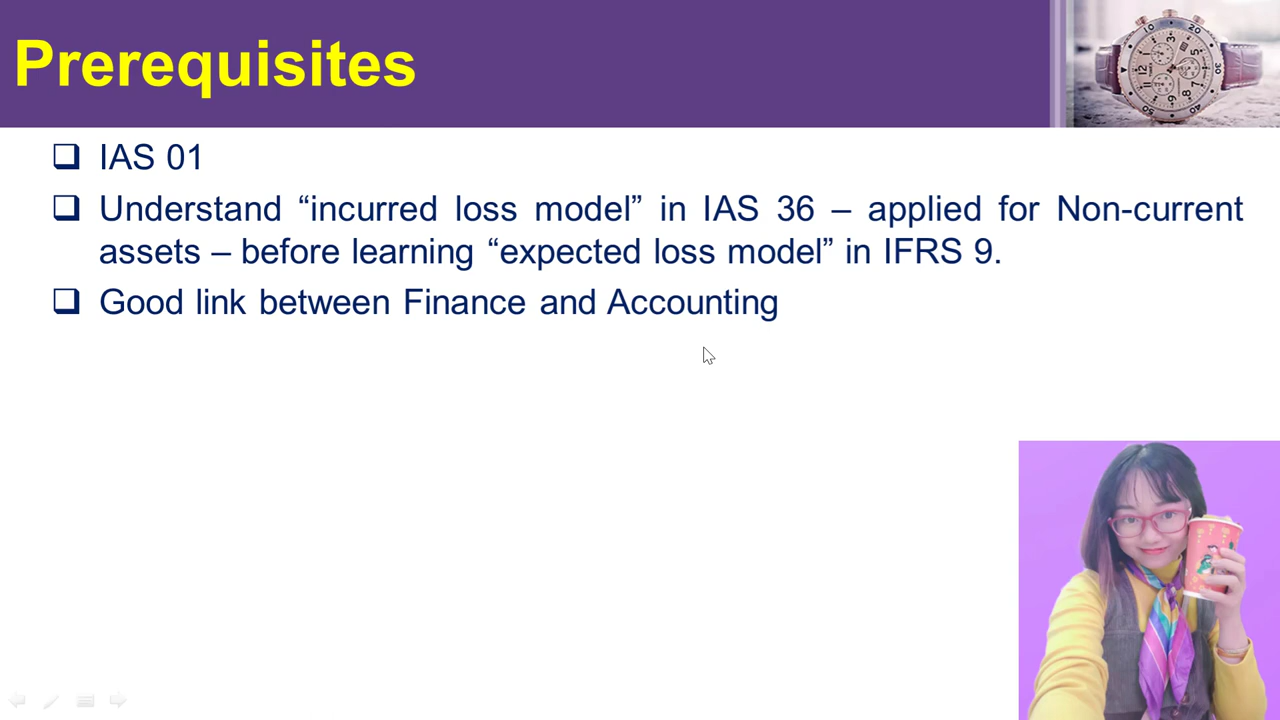 Prerequisites
❑ IAS 01
❑ Understand “incurred loss model” in IAS 36 – applied for Non-current
assets – before learning “expected loss model” in IFRS 9.
❑ Good link between Finance and Accounting